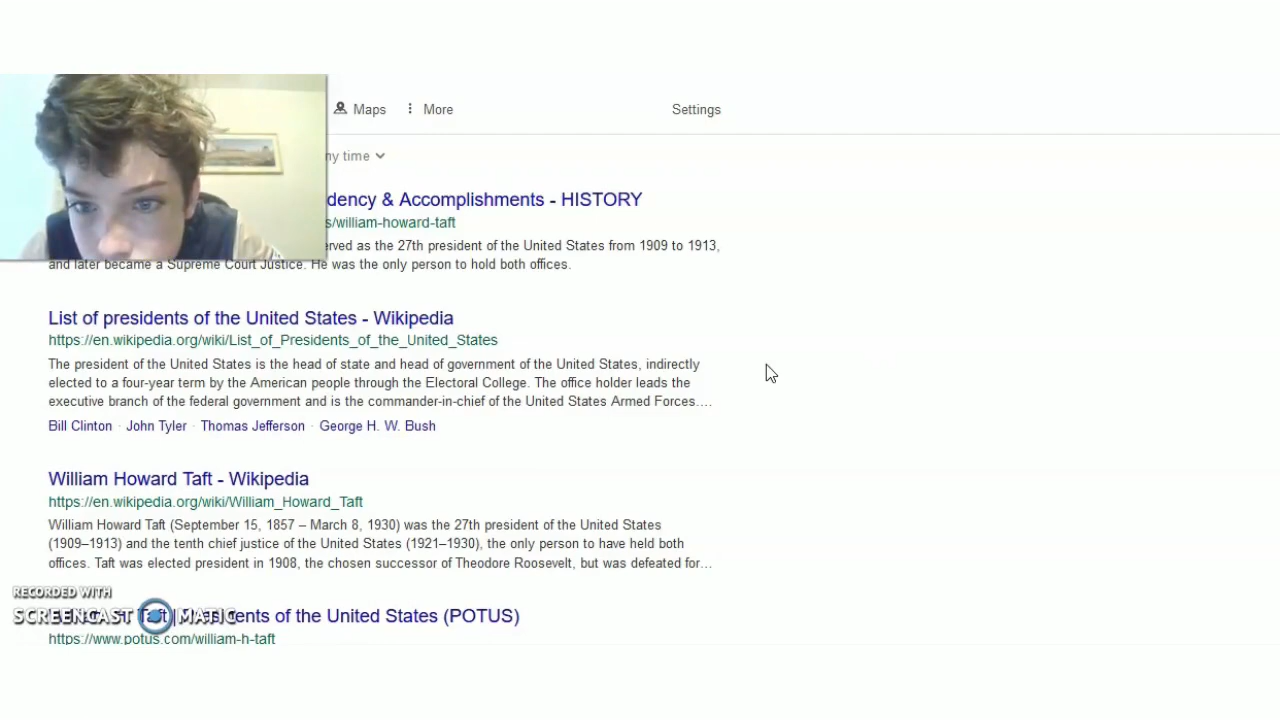 Maps More Settings
ny time
dency & Accomplishments - HISTORY
s/william-howard-taft
erved as the 27th president of the United States from 1909 to 1913,
and later became a Supreme Court Justice. He was the only person to hold both offices.
List of presidents of the United States - Wikipedia
https://en.wikipedia.org/wiki/List_of_Presidents_of_the_United_States
The president of the United States is the head of state and head of government of the United States, indirectly
elected to a four-year term by the American people through the Electoral College. The office holder leads the
executive branch of the federal government and is the commander-in-chief of the United States Armed Forces....
Bill Clinton · John Tyler · Thomas Jefferson · George H. W. Bush
William Howard Taft - Wikipedia
https://en.wikipedia.org/wiki/William_Howard_Taft
William Howard Taft (September 15, 1857 – March 8, 1930) was the 27th president of the United States
(1909–1913) and the tenth chief justice of the United States (1921–1930), the only person to have held both
offices. Taft was elected president in 1908, the chosen successor of Theodore Roosevelt, but was defeated for...
RECORDED WITH
SCREENCAST MATIC
Taft | ents of the United States (POTUS)
https://www.potus.com/william-h-taft